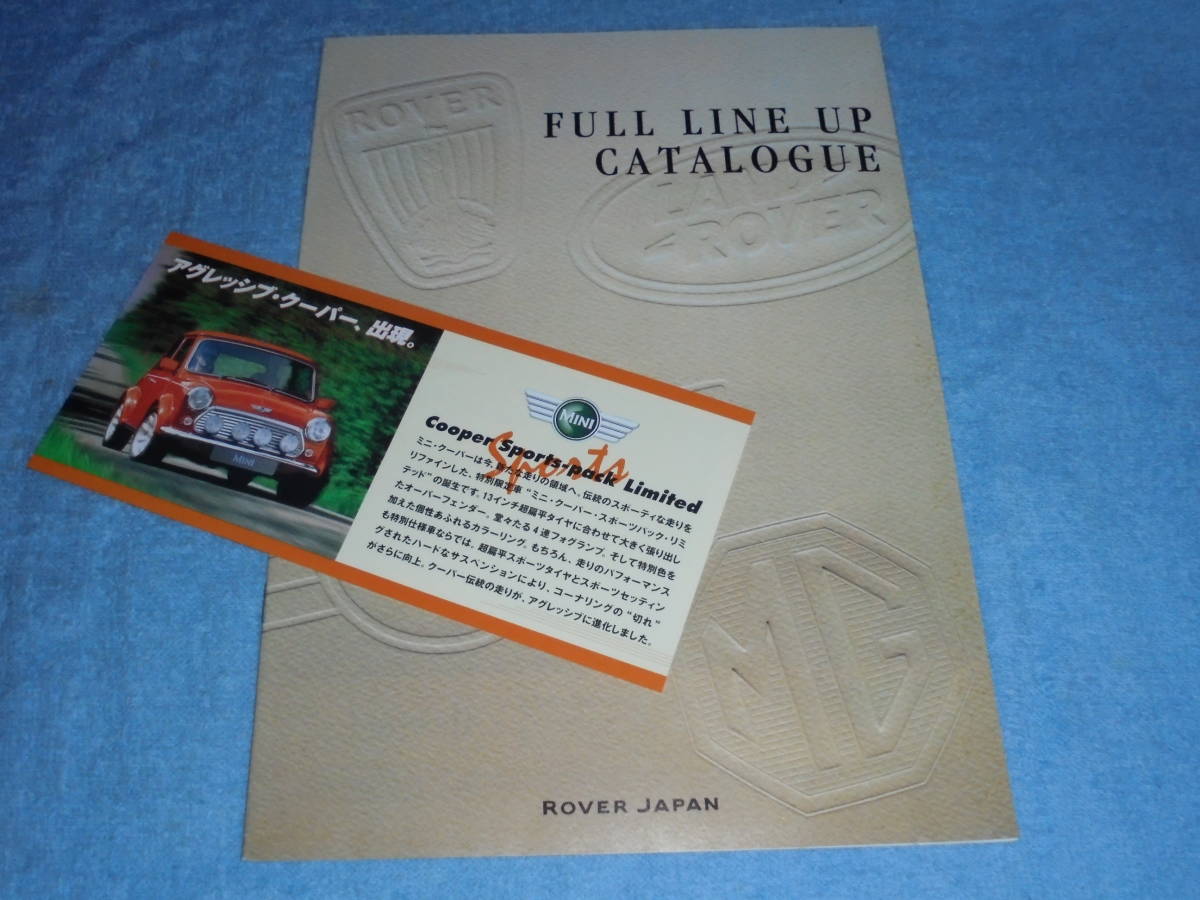 FULL LINE UP
CATALOGUE
ROVER
LAND
ROVER
アグレッシブ・クーパー、出現。
MINI
MINI
Cooper Sports-pack Limited
Sports
ミニ・クーパーは今、新たな走りの領域へ。伝統のスポーティな走りを
リファインした、特別限定車“ミニ・クーパー・スポーツパック・リミ
テッド”の誕生です。13インチ超扁平タイヤに合わせて大きく張り出し
たオーバーフェンダー。堂々たる4連フォグランプ。そして特別色を
加えた個性あふれるカラーリング。もちろん、走りのパフォーマンス
も特別仕様車ならでは。超扁平スポーツタイヤとスポーツセッティン
グされたハードなサスペンションにより、コーナリングの“切れ”
がさらに向上。クーパー伝統の走りが、アグレッシブに進化しました。
MG
ROVER JAPAN